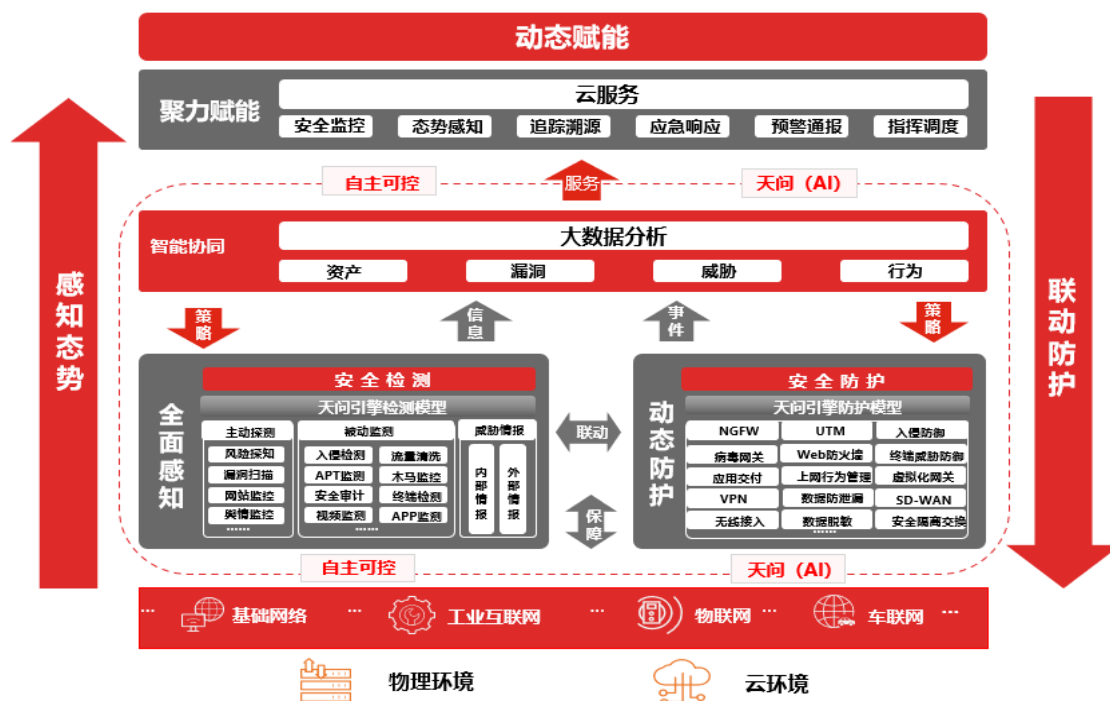 动态赋能
聚力赋能
云服务
安全监控 态势感知 追踪溯源 应急响应 预警通报 指挥调度
自主可控 服务 天问（AI）
智能协同
大数据分析
资产 漏洞 威胁 行为
感知态势
联动防护
策略 信息 事件 策略
全面感知
安全检测
天问引擎检测模型
主动探测 被动监测 威胁情报
风险探知 入侵检测 流量清洗
漏洞扫描 APT监测 木马监控
网站监控 安全审计 终端检测
舆情监控 视频监测 APP监测
...... ......
内部情报 外部情报
联动
保障
动态防护
安全防护
天问引擎防护模型
NGFW UTM 入侵防御
病毒网关 Web防火煌 终端威胁防御
应用交付 上网行为管理 虚拟化网关
VPN 数据防泄漏 SD-WAN
无线接入 数据脱敏 安全隔离交换
......
自主可控 天问（AI）
... 基础网络 ... 工业互联网 ... 物联网 ... 车联网 ...
物理环境 云环境